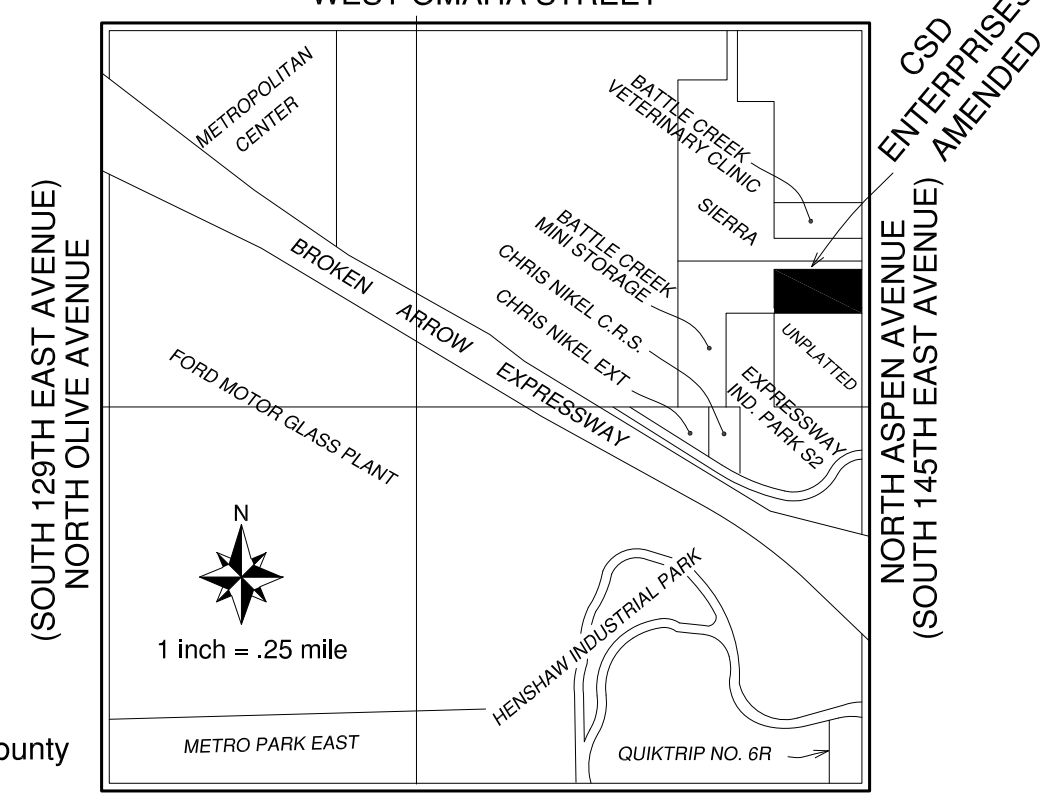 WEST OMAHA STREET
CSD
ENTERPRISES
AMENDED
METROPOLITAN
CENTER
BATTLE CREEK
VETERINARY CLINIC
SIERRA
BATTLE CREEK
MINI STORAGE
CHRIS NIKEL C.R.S.
CHRIS NIKEL EXT
UNPLATTED
EXPRESSWAY
IND. PARK S2
BROKEN ARROW EXPRESSWAY
FORD MOTOR GLASS PLANT
(SOUTH 129TH EAST AVENUE)
NORTH OLIVE AVENUE
NORTH ASPEN AVENUE
(SOUTH 145TH EAST AVENUE)
N
1 inch = .25 mile
HENSHAW INDUSTRIAL PARK
METRO PARK EAST
QUIKTRIP NO. 6R
ounty